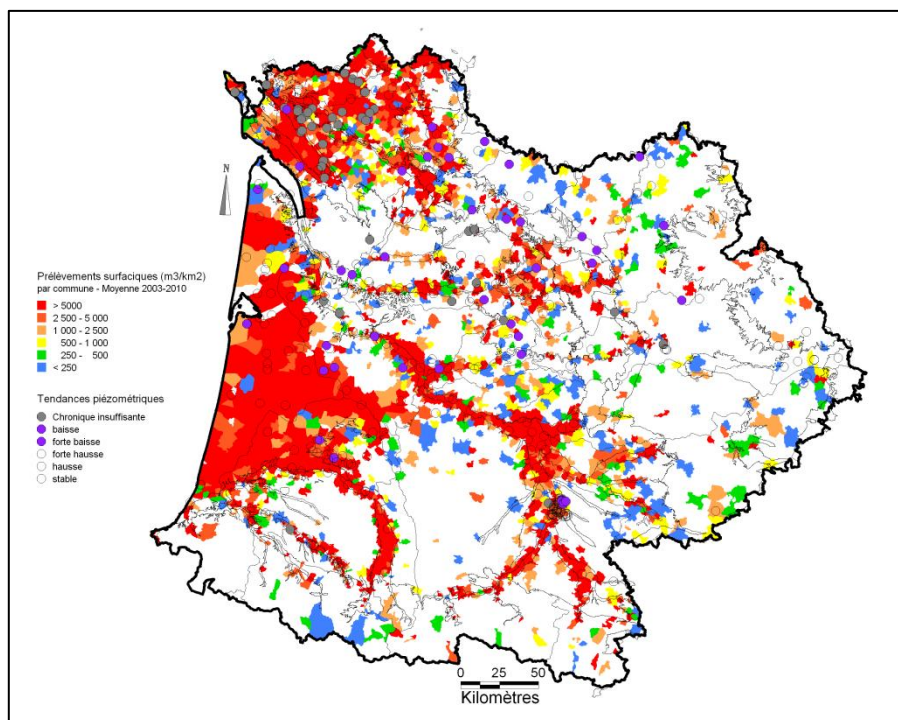 N
Prélèvements surfaciques (m3/km2)
par commune - Moyenne 2003-2010
> 5000
2 500 - 5 000
1 000 - 2 500
500 - 1 000
250 - 500
< 250
Tendances piézométriques
Chronique insuffisante
baisse
forte baisse
forte hausse
hausse
stable
0 25 50
Kilomètres